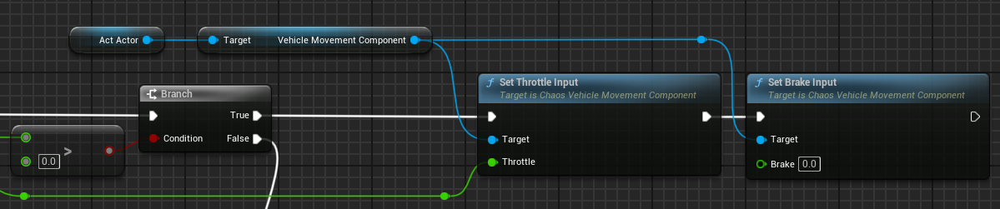 Act Actor
Target Vehicle Movement Component
Branch
True
Condition False
>
0.0
f Set Throttle Input
Target is Chaos Vehicle Movement Component
Target
Throttle
f Set Brake Input
Target is Chaos Vehicle Movement Component
Target
Brake 0.0